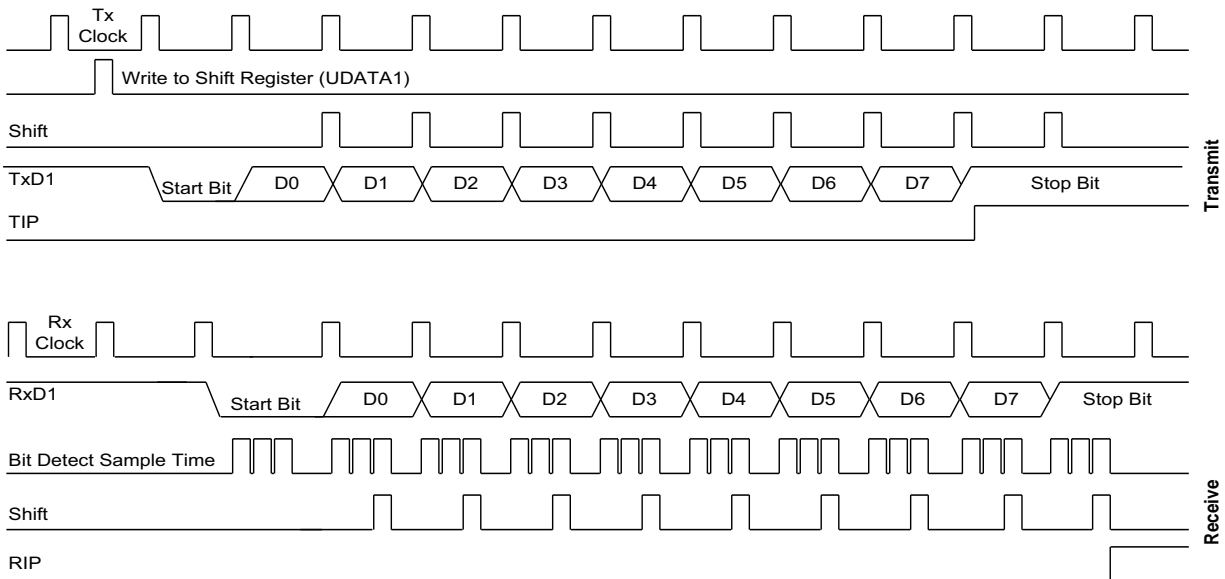 Tx
Clock
Write to Shift Register (UDATA1)
Shift
TxD1
Start Bit
D0
D1
D2
D3
D4
D5
D6
D7
Stop Bit
TIP
Transmit
Rx
Clock
RxD1
Start Bit
D0
D1
D2
D3
D4
D5
D6
D7
Stop Bit
Bit Detect Sample Time
Shift
RIP
Receive